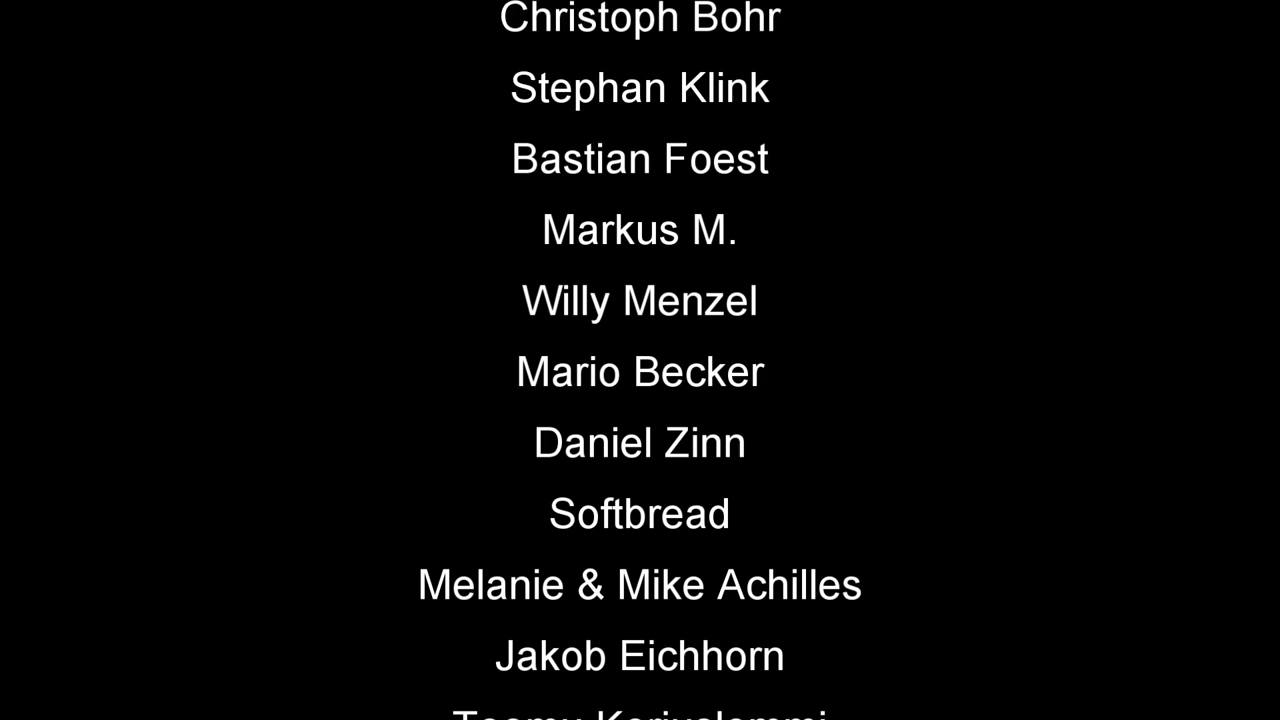 Christoph Bohr
Stephan Klink
Bastian Foest
Markus M.
Willy Menzel
Mario Becker
Daniel Zinn
Softbread
Melanie & Mike Achilles
Jakob Eichhorn